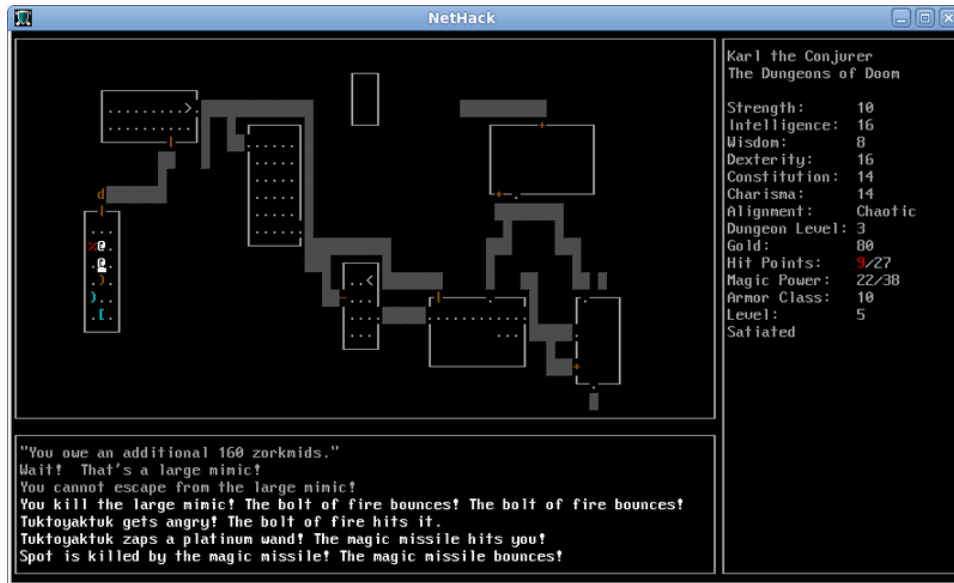 NetHack
Karl the Conjurer
The Dungeons of Doom
Strength: 10
Intelligence: 16
Wisdom: 8
Dexterity: 16
Constitution: 14
Charisma: 14
Alignment: Chaotic
Dungeon Level: 3
Gold: 80
Hit Points: 9/27
Magic Power: 22/38
Armor Class: 10
Level: 5
Satiated
"You owe an additional 160 zorkmids."
Wait! That's a large mimic!
You cannot escape from the large mimic!
You kill the large mimic! The bolt of fire bounces! The bolt of fire bounces!
Tuktoyaktuk gets angry! The bolt of fire hits it.
Tuktoyaktuk zaps a platinum wand! The magic missile hits you!
Spot is killed by the magic missile! The magic missile bounces!